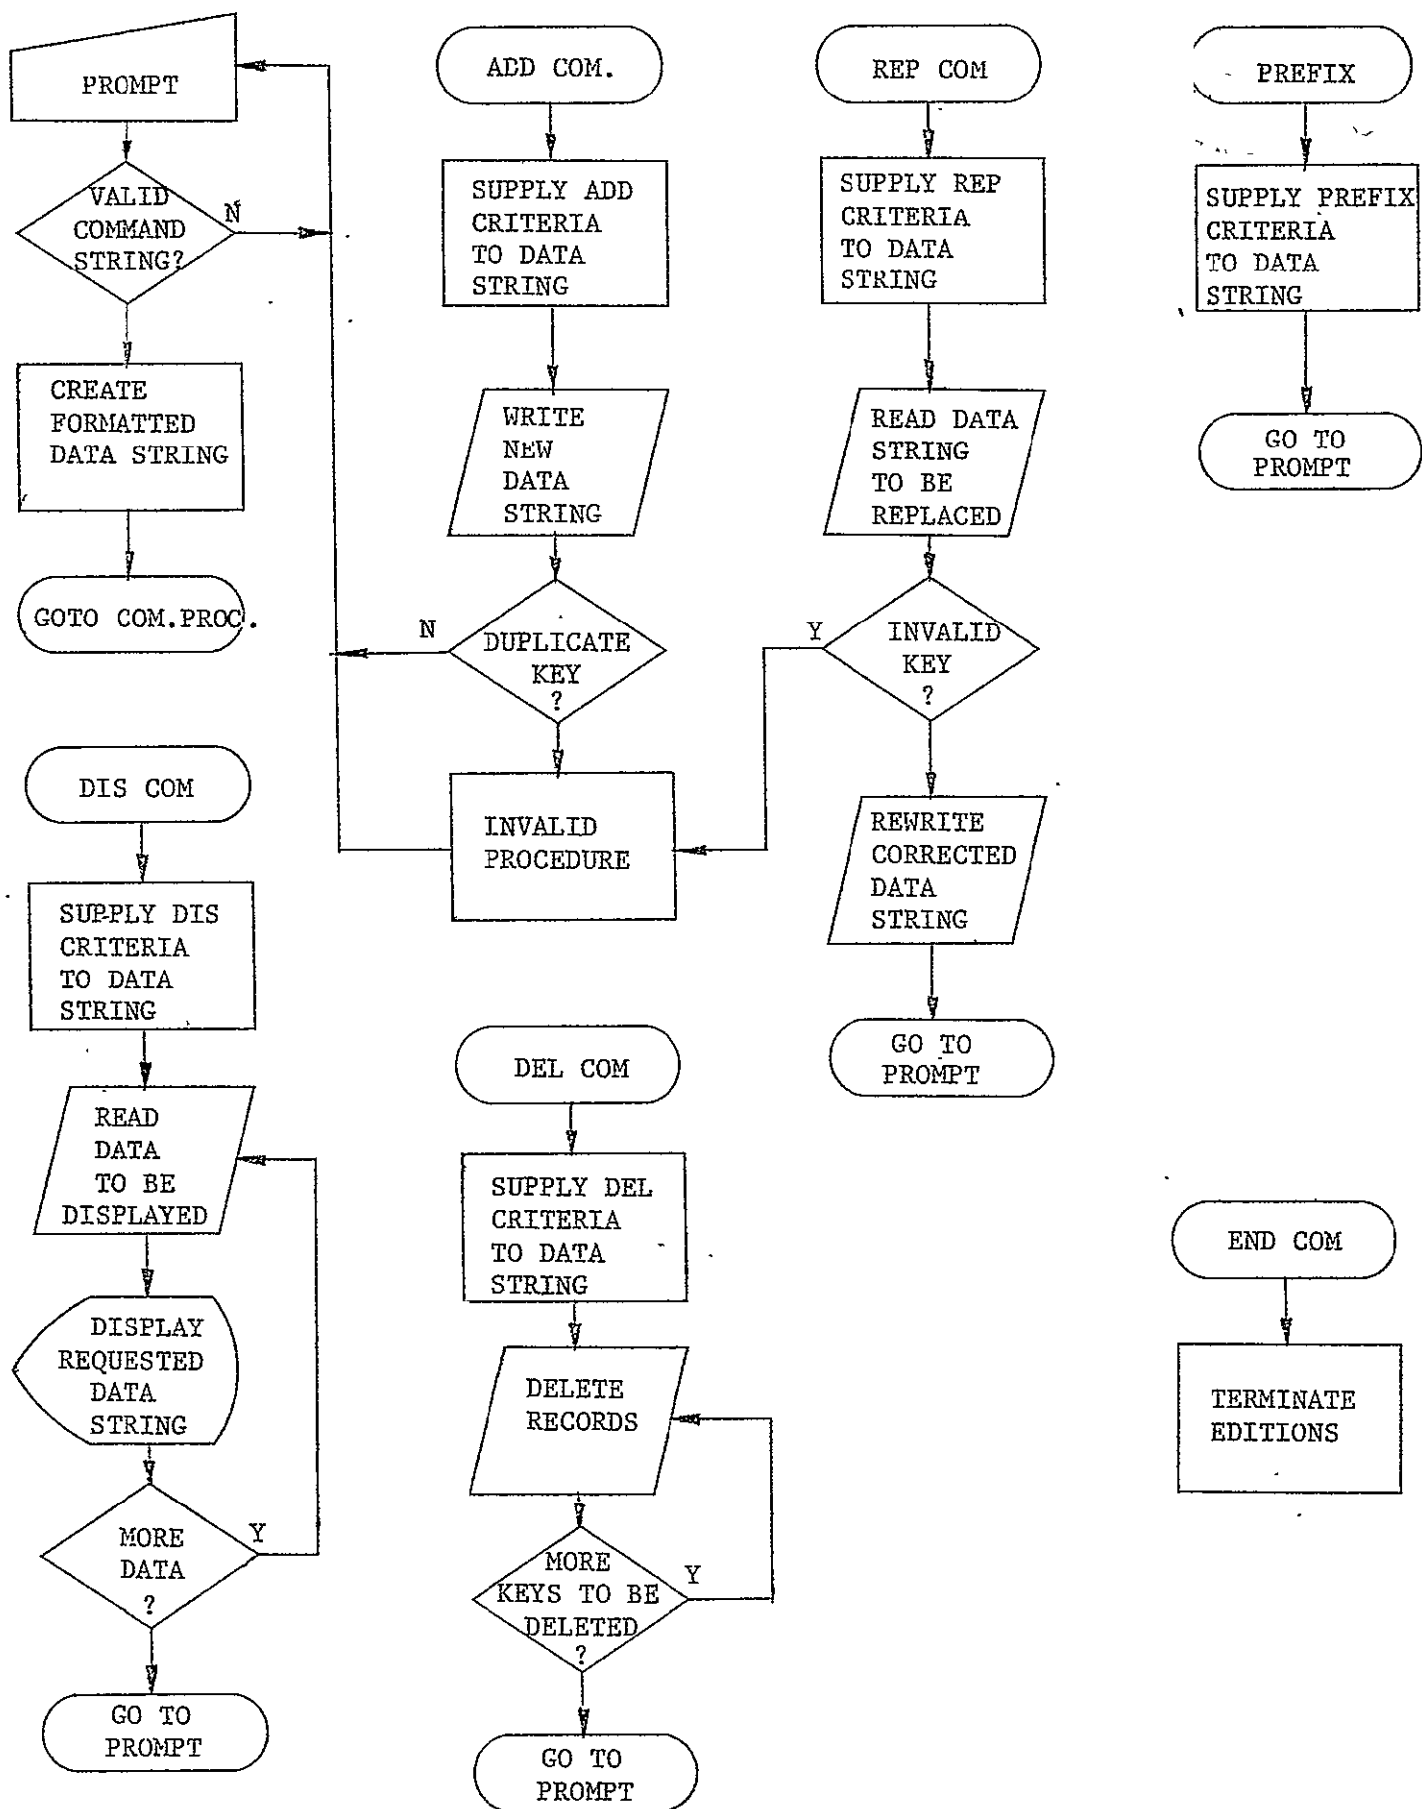 PROMPT
VALID
COMMAND
STRING?
N
CREATE
FORMATTED
DATA STRING
GOTO COM.PROC.
ADD COM.
SUPPLY ADD
CRITERIA
TO DATA
STRING
WRITE
NEW
DATA
STRING
DUPLICATE
KEY
?
N
INVALID
PROCEDURE
REP COM
SUPPLY REP
CRITERIA
TO DATA
STRING
READ DATA
STRING
TO BE
REPLACED
INVALID
KEY
?
Y
REWRITE
CORRECTED
DATA
STRING
GO TO
PROMPT
PREFIX
SUPPLY PREFIX
CRITERIA
TO DATA
STRING
GO TO
PROMPT
DIS COM
SUPPLY DIS
CRITERIA
TO DATA
STRING
READ
DATA
TO BE
DISPLAYED
DISPLAY
REQUESTED
DATA
STRING
MORE
DATA
?
Y
GO TO
PROMPT
DEL COM
SUPPLY DEL
CRITERIA
TO DATA
STRING
DELETE
RECORDS
MORE
KEYS TO BE
DELETED
?
Y
GO TO
PROMPT
END COM
TERMINATE
EDITIONS